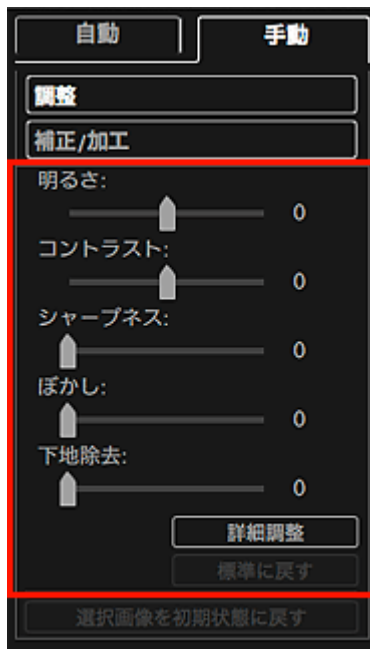 自動 手動
調整
補正/加工
明るさ:
0
コントラスト:
0
シャープネス:
0
ぼかし:
0
下地除去:
0
詳細調整
標準に戻す
選択画像を初期状態に戻す